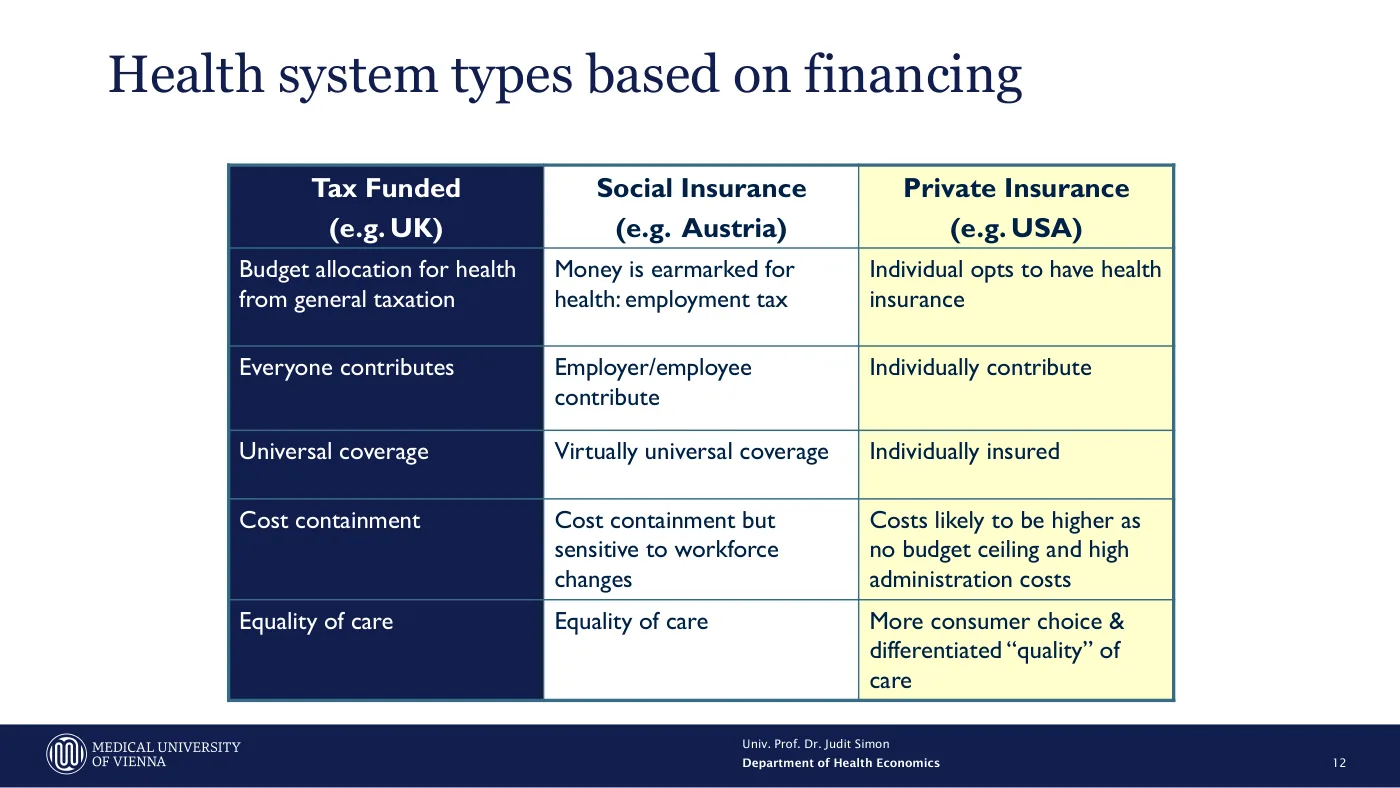 Health system types based on financing
Tax Funded
(e.g. UK)
Social Insurance
(e.g. Austria)
Private Insurance
(e.g. USA)
Budget allocation for health
from general taxation
Money is earmarked for
health: employment tax
Individual opts to have health
insurance
Everyone contributes
Employer/employee
contribute
Individually contribute
Universal coverage
Virtually universal coverage
Individually insured
Cost containment
Cost containment but
sensitive to workforce
changes
Costs likely to be higher as
no budget ceiling and high
administration costs
Equality of care
Equality of care
More consumer choice &
differentiated “quality” of
care
MEDICAL UNIVERSITY
OF VIENNA
Univ. Prof. Dr. Judit Simon
Department of Health Economics
12